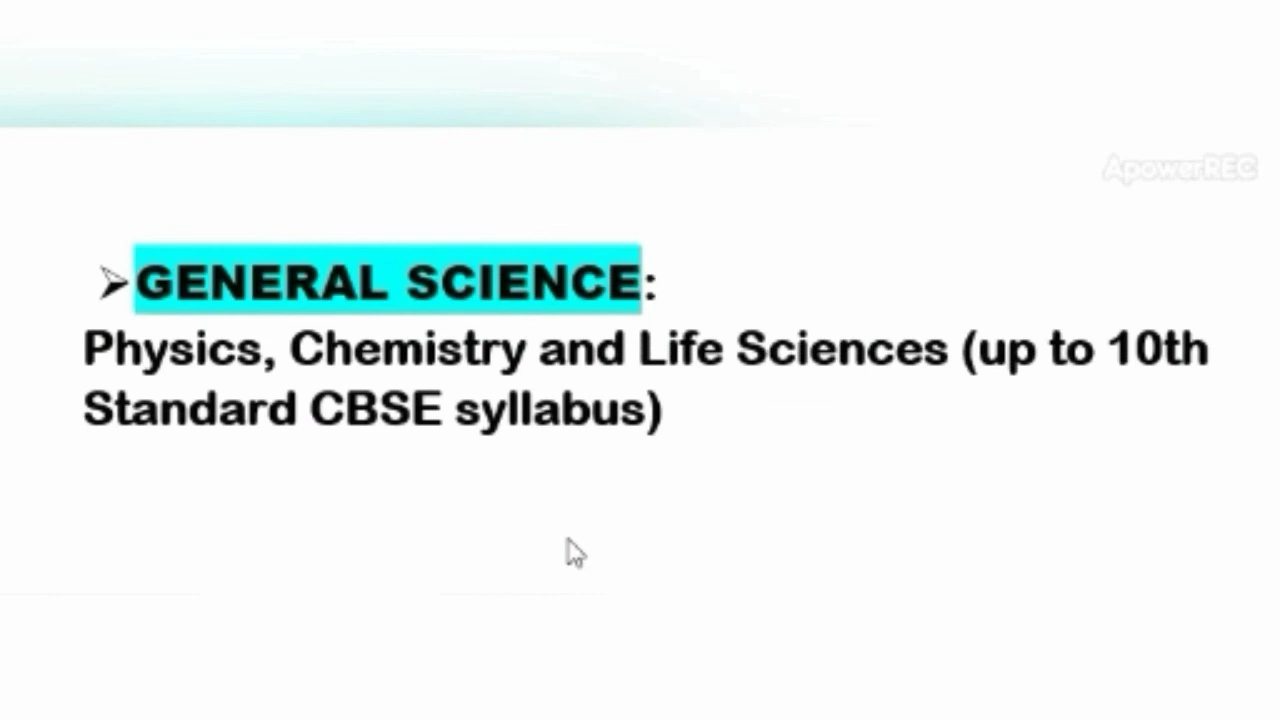 ApowerREC
➢GENERAL SCIENCE:
Physics, Chemistry and Life Sciences (up to 10th
Standard CBSE syllabus)